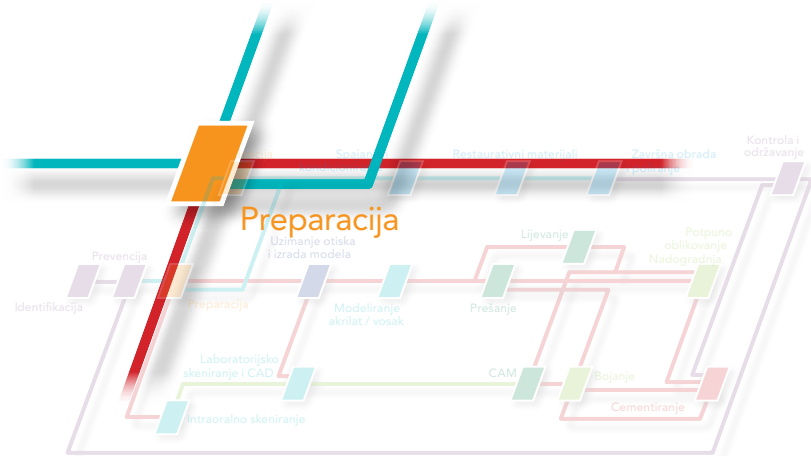 Kontrola i
održavanje
Restaurativni materijali
Završna obrada
i poliranje
Preparacija
Uzimanje otiska
i izrada modela
Lijevanje
Potpuno
oblikovanje
Nadogradnja
Prevencija
Identifikacija
Preparacija
Modeliranje
akrilat / vosak
Prešanje
Laboratorijsko
skeniranje i CAD
CAM
Bojanje
Cementiranje
Intraoralno skeniranje